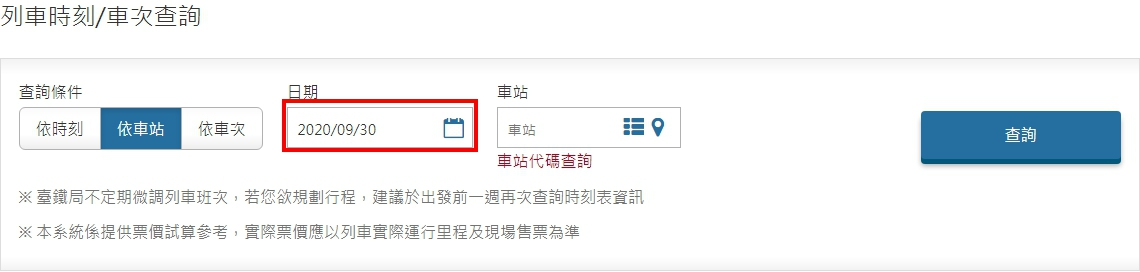 列車時刻/車次查詢
查詢條件
依時刻 依車站 依車次
日期
2020/09/30
車站
車站
車站代碼查詢
查詢
※ 臺鐵局不定期微調列車班次，若您欲規劃行程，建議於出發前一週再次查詢時刻表資訊
※ 本系統係提供票價試算參考，實際票價應以列車實際運行里程及現場售票為準